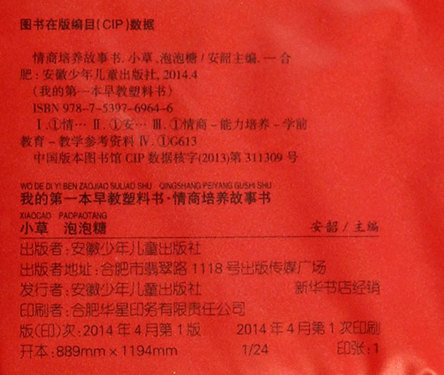 图书在版编目(CIP)数据
情商培养故事书.小草、泡泡糖/安韶主编.—合
肥:安徽少年儿童出版社, 2014.4
(我的第一本早教塑料书)
ISBN 978-7-5397-6964-6
Ⅰ.①情… Ⅱ.①安… Ⅲ.①情商-能力培养-学前
教育-教学参考资料 Ⅳ.①G613
中国版本图书馆CIP数据核字(2013)第311309号
WO DE DI YI BEN ZAOJIAO SULIAO SHU QINGSHANG PEIYANG GUSHI SHU
我的第一本早教塑料书·情商培养故事书
XIAOCAO PAOPAOTANG
小草 泡泡糖 安韶/主编
出版者:安徽少年儿童出版社
出版者地址:合肥市翡翠路1118号出版传媒广场
发行者:安徽少年儿童出版社 新华书店经销
印刷者:合肥华星印务有限责任公司
版(印)次:2014年4月第1版 2014年4月第1次印刷
开本:889mm×1194mm 1/24 印张:1